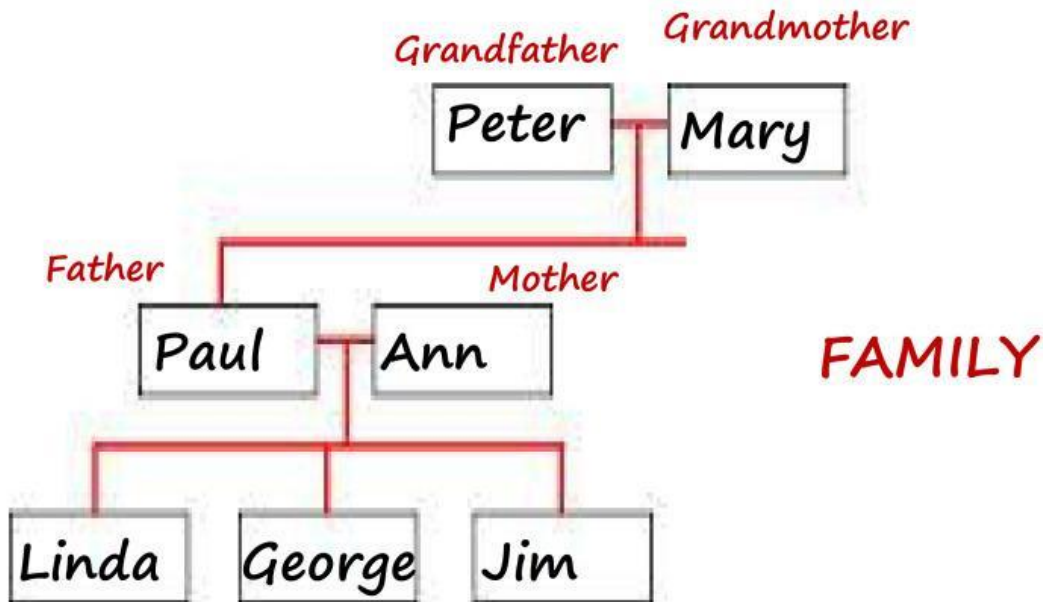 Grandfather Grandmother
Peter Mary
Father Mother
Paul Ann
FAMILY
Linda George Jim